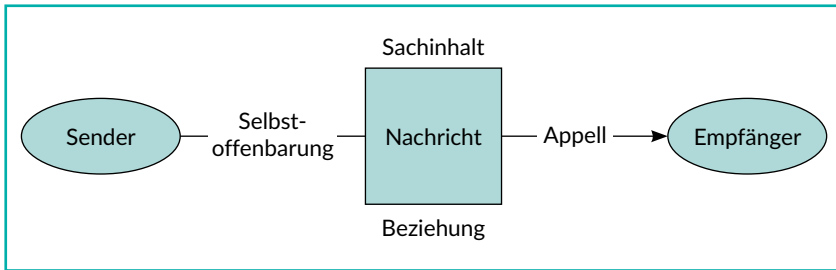 Sachinhalt
Sender
Selbst-
offenbarung
Nachricht
Appell
Empfänger
Beziehung